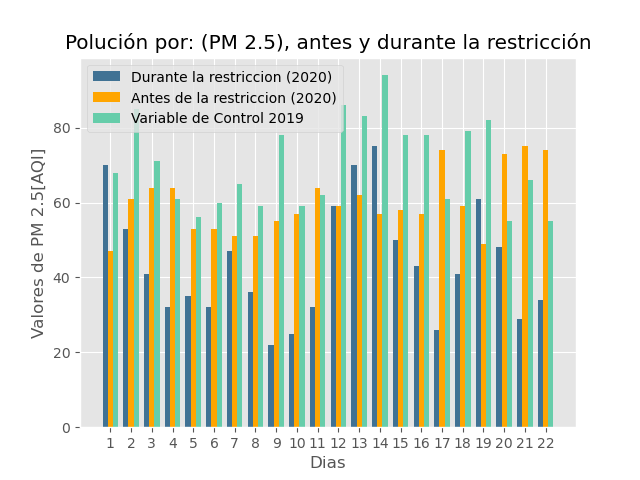 Polución por: (PM 2.5), antes y durante la restricción
Durante la restriccion (2020)
Antes de la restriccion (2020)
Variable de Control 2019
Valores de PM 2.5[AQI]
80
60
40
20
0
1 2 3 4 5 6 7 8 9 10 11 12 13 14 15 16 17 18 19 20 21 22
Dias